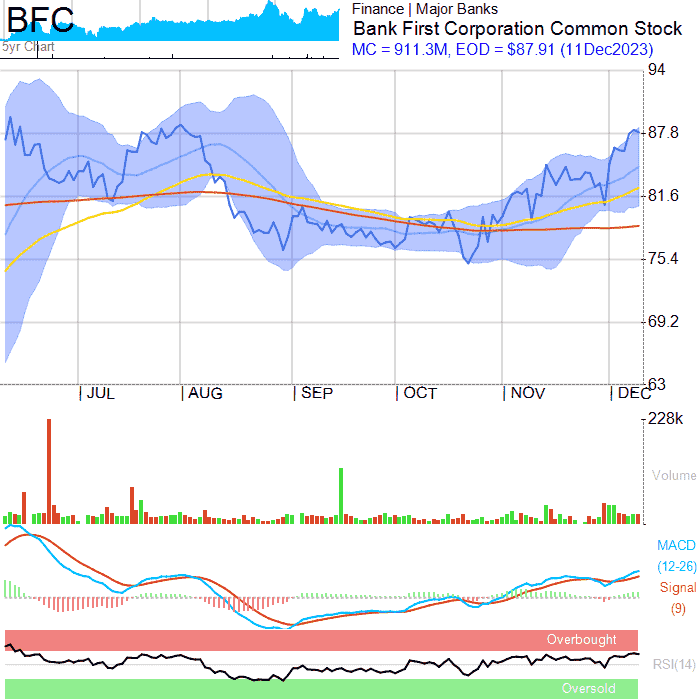 BFC
5yr Chart
Finance | Major Banks
Bank First Corporation Common Stock
MC = 911.3M, EOD = $87.91 (11Dec2023)
94
87.8
81.6
75.4
69.2
63
| JUL | AUG | SEP | OCT | NOV | DEC
228k
Volume
MACD
(12-26)
Signal
(9)
Overbought
RSI(14)
Oversold